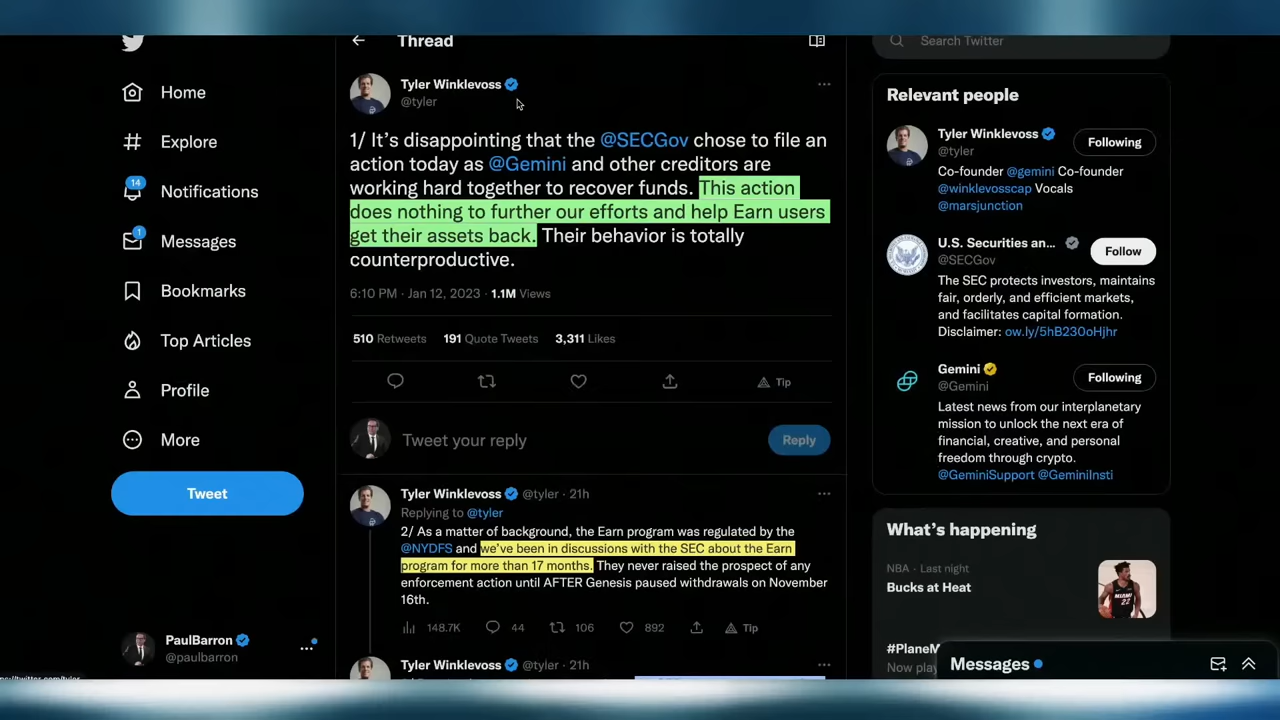 Thread
Search Twitter
Home
Explore
14
Notifications
1
Messages
Bookmarks
Top Articles
Profile
More
Tweet
PaulBarron
@paulbarron
Tyler Winklevoss
@tyler
1/ It's disappointing that the @SECGov chose to file an
action today as @Gemini and other creditors are
working hard together to recover funds. This action
does nothing to further our efforts and help Earn users
get their assets back. Their behavior is totally
counterproductive.
6:10 PM · Jan 12, 2023 · 1.1M Views
510 Retweets 191 Quote Tweets 3,311 Likes
Tip
Tweet your reply
Reply
Tyler Winklevoss @tyler · 21h
Replying to @tyler
2/ As a matter of background, the Earn program was regulated by the
@NYDFS and we've been in discussions with the SEC about the Earn
program for more than 17 months. They never raised the prospect of any
enforcement action until AFTER Genesis paused withdrawals on November
16th.
148.7K 44 106 892 Tip
Tyler Winklevoss @tyler · 21h
Relevant people
Tyler Winklevoss
@tyler
Following
Co-founder @gemini Co-founder
@winklevosscap Vocals
@marsjunction
U.S. Securities an...
@SECGov
Follow
The SEC protects investors, maintains
fair, orderly, and efficient markets,
and facilitates capital formation.
Disclaimer: ow.ly/5hB230oHjhr
Gemini
@Gemini
Following
Latest news from our interplanetary
mission to unlock the next era of
financial, creative, and personal
freedom through crypto.
@GeminiSupport @GeminiInsti
What's happening
NBA · Last night
Bucks at Heat
MIAMI
22
Now play
Messages